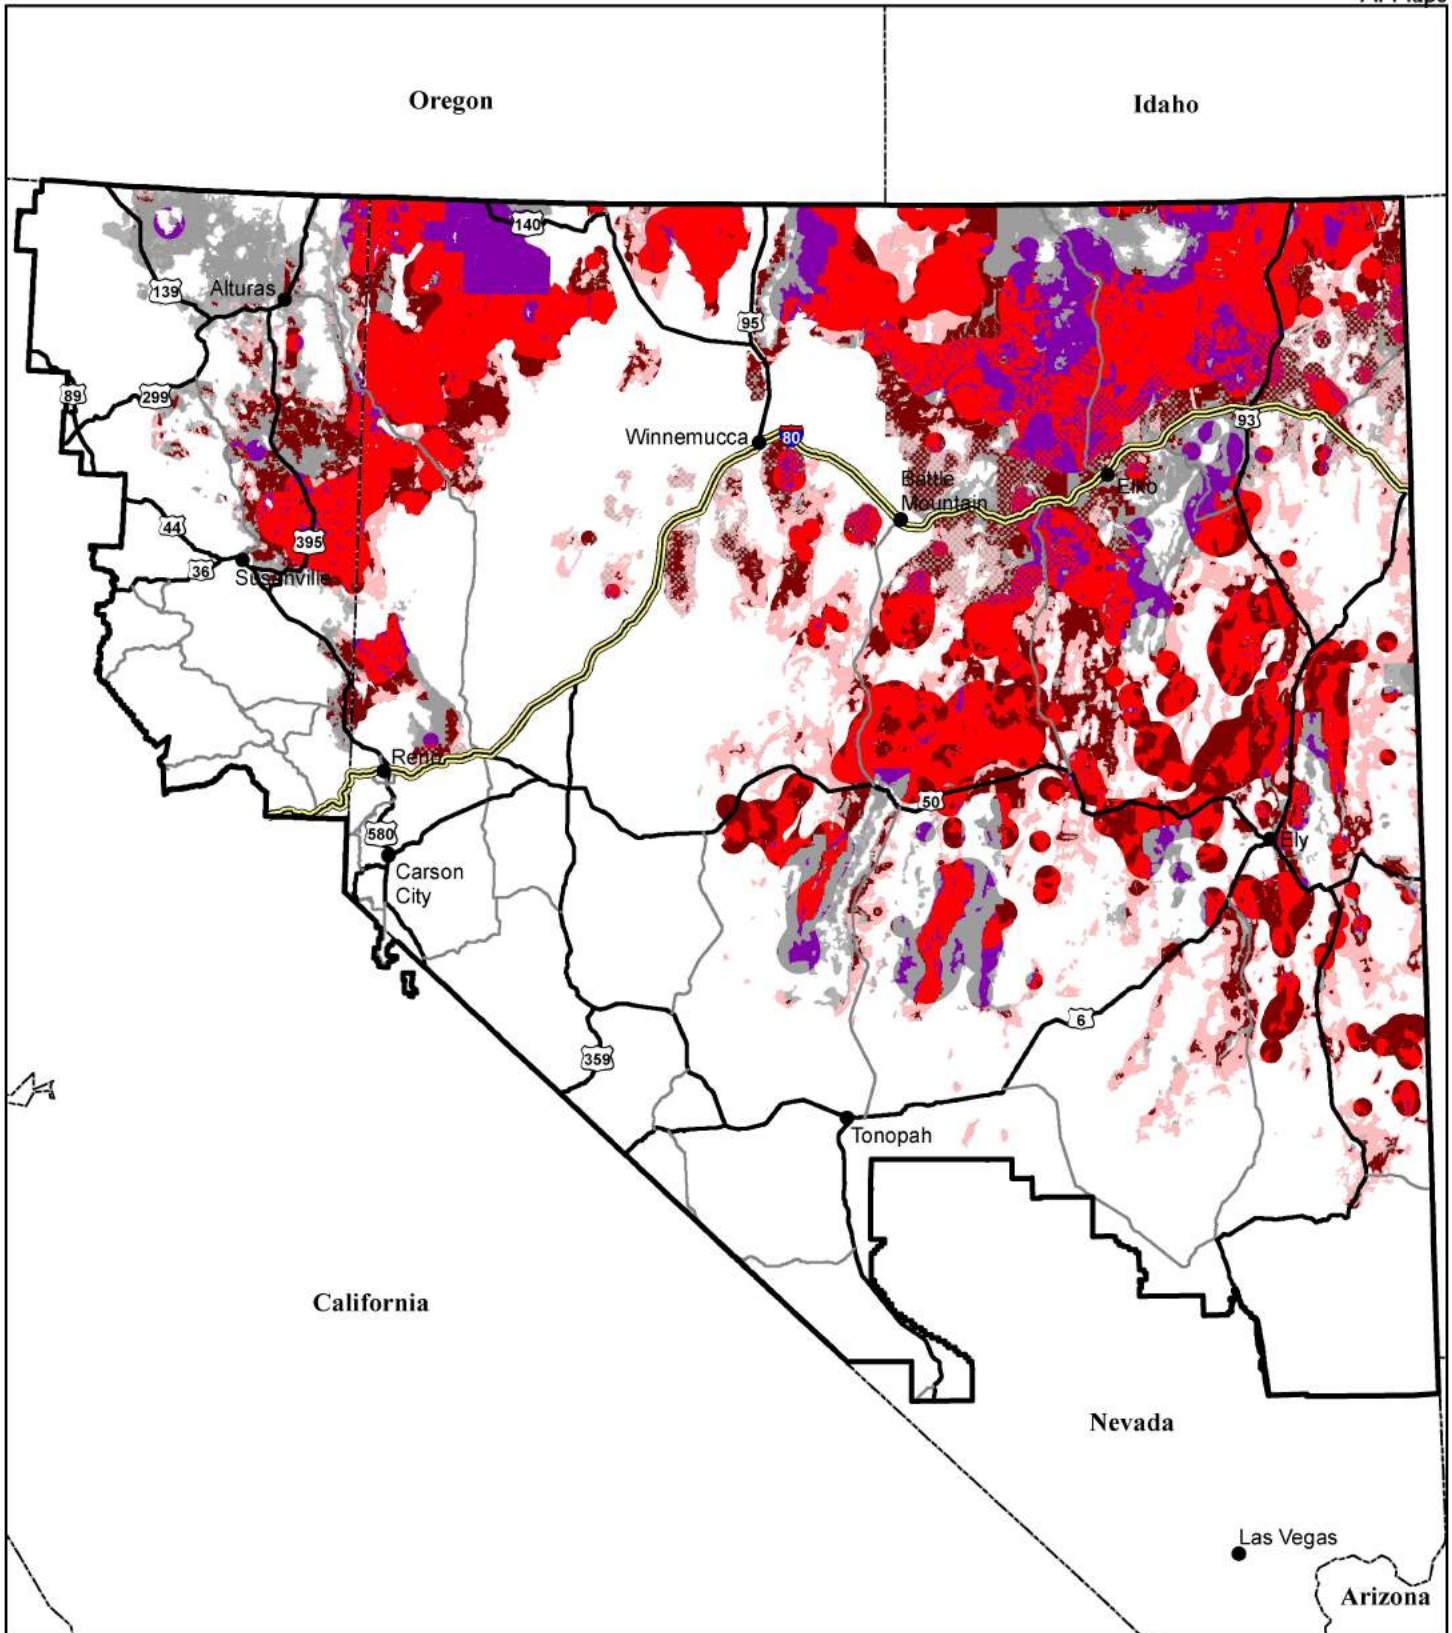 Oregon
Idaho
140
139
Alturas
95
89
299
93
Winnemucca
80
Battle
Mountain
Elko
44
395
36
Susanville
Reno
50
580
Ely
Carson
City
6
359
Tonopah
California
Nevada
Las Vegas
Arizona